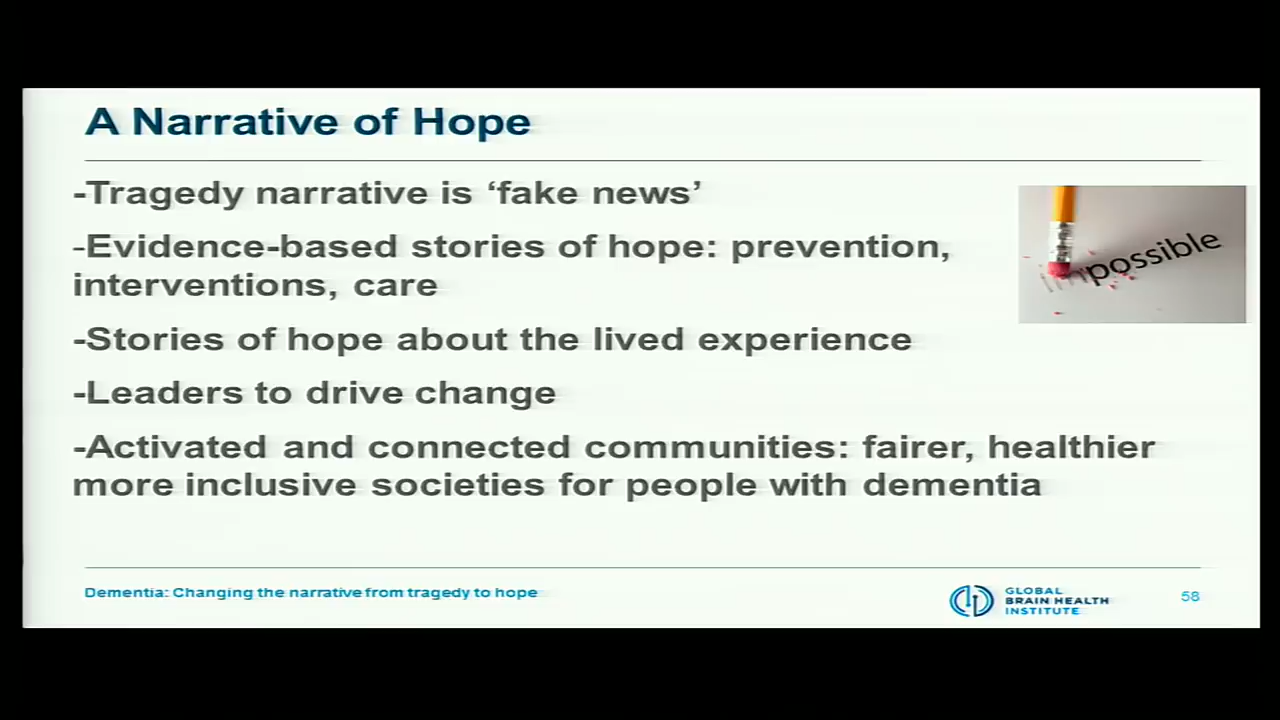 A Narrative of Hope
-Tragedy narrative is ‘fake news’
-Evidence-based stories of hope: prevention,
interventions, care
possible
-Stories of hope about the lived experience
-Leaders to drive change
-Activated and connected communities: fairer, healthier
more inclusive societies for people with dementia
Dementia: Changing the narrative from tragedy to hope
GLOBAL
BRAIN HEALTH
INSTITUTE
58